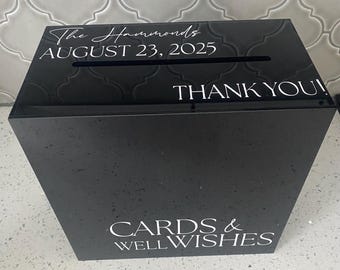 The Hammonds
AUGUST 23, 2025
THANK YOU!
CARDS &
WELL WISHES